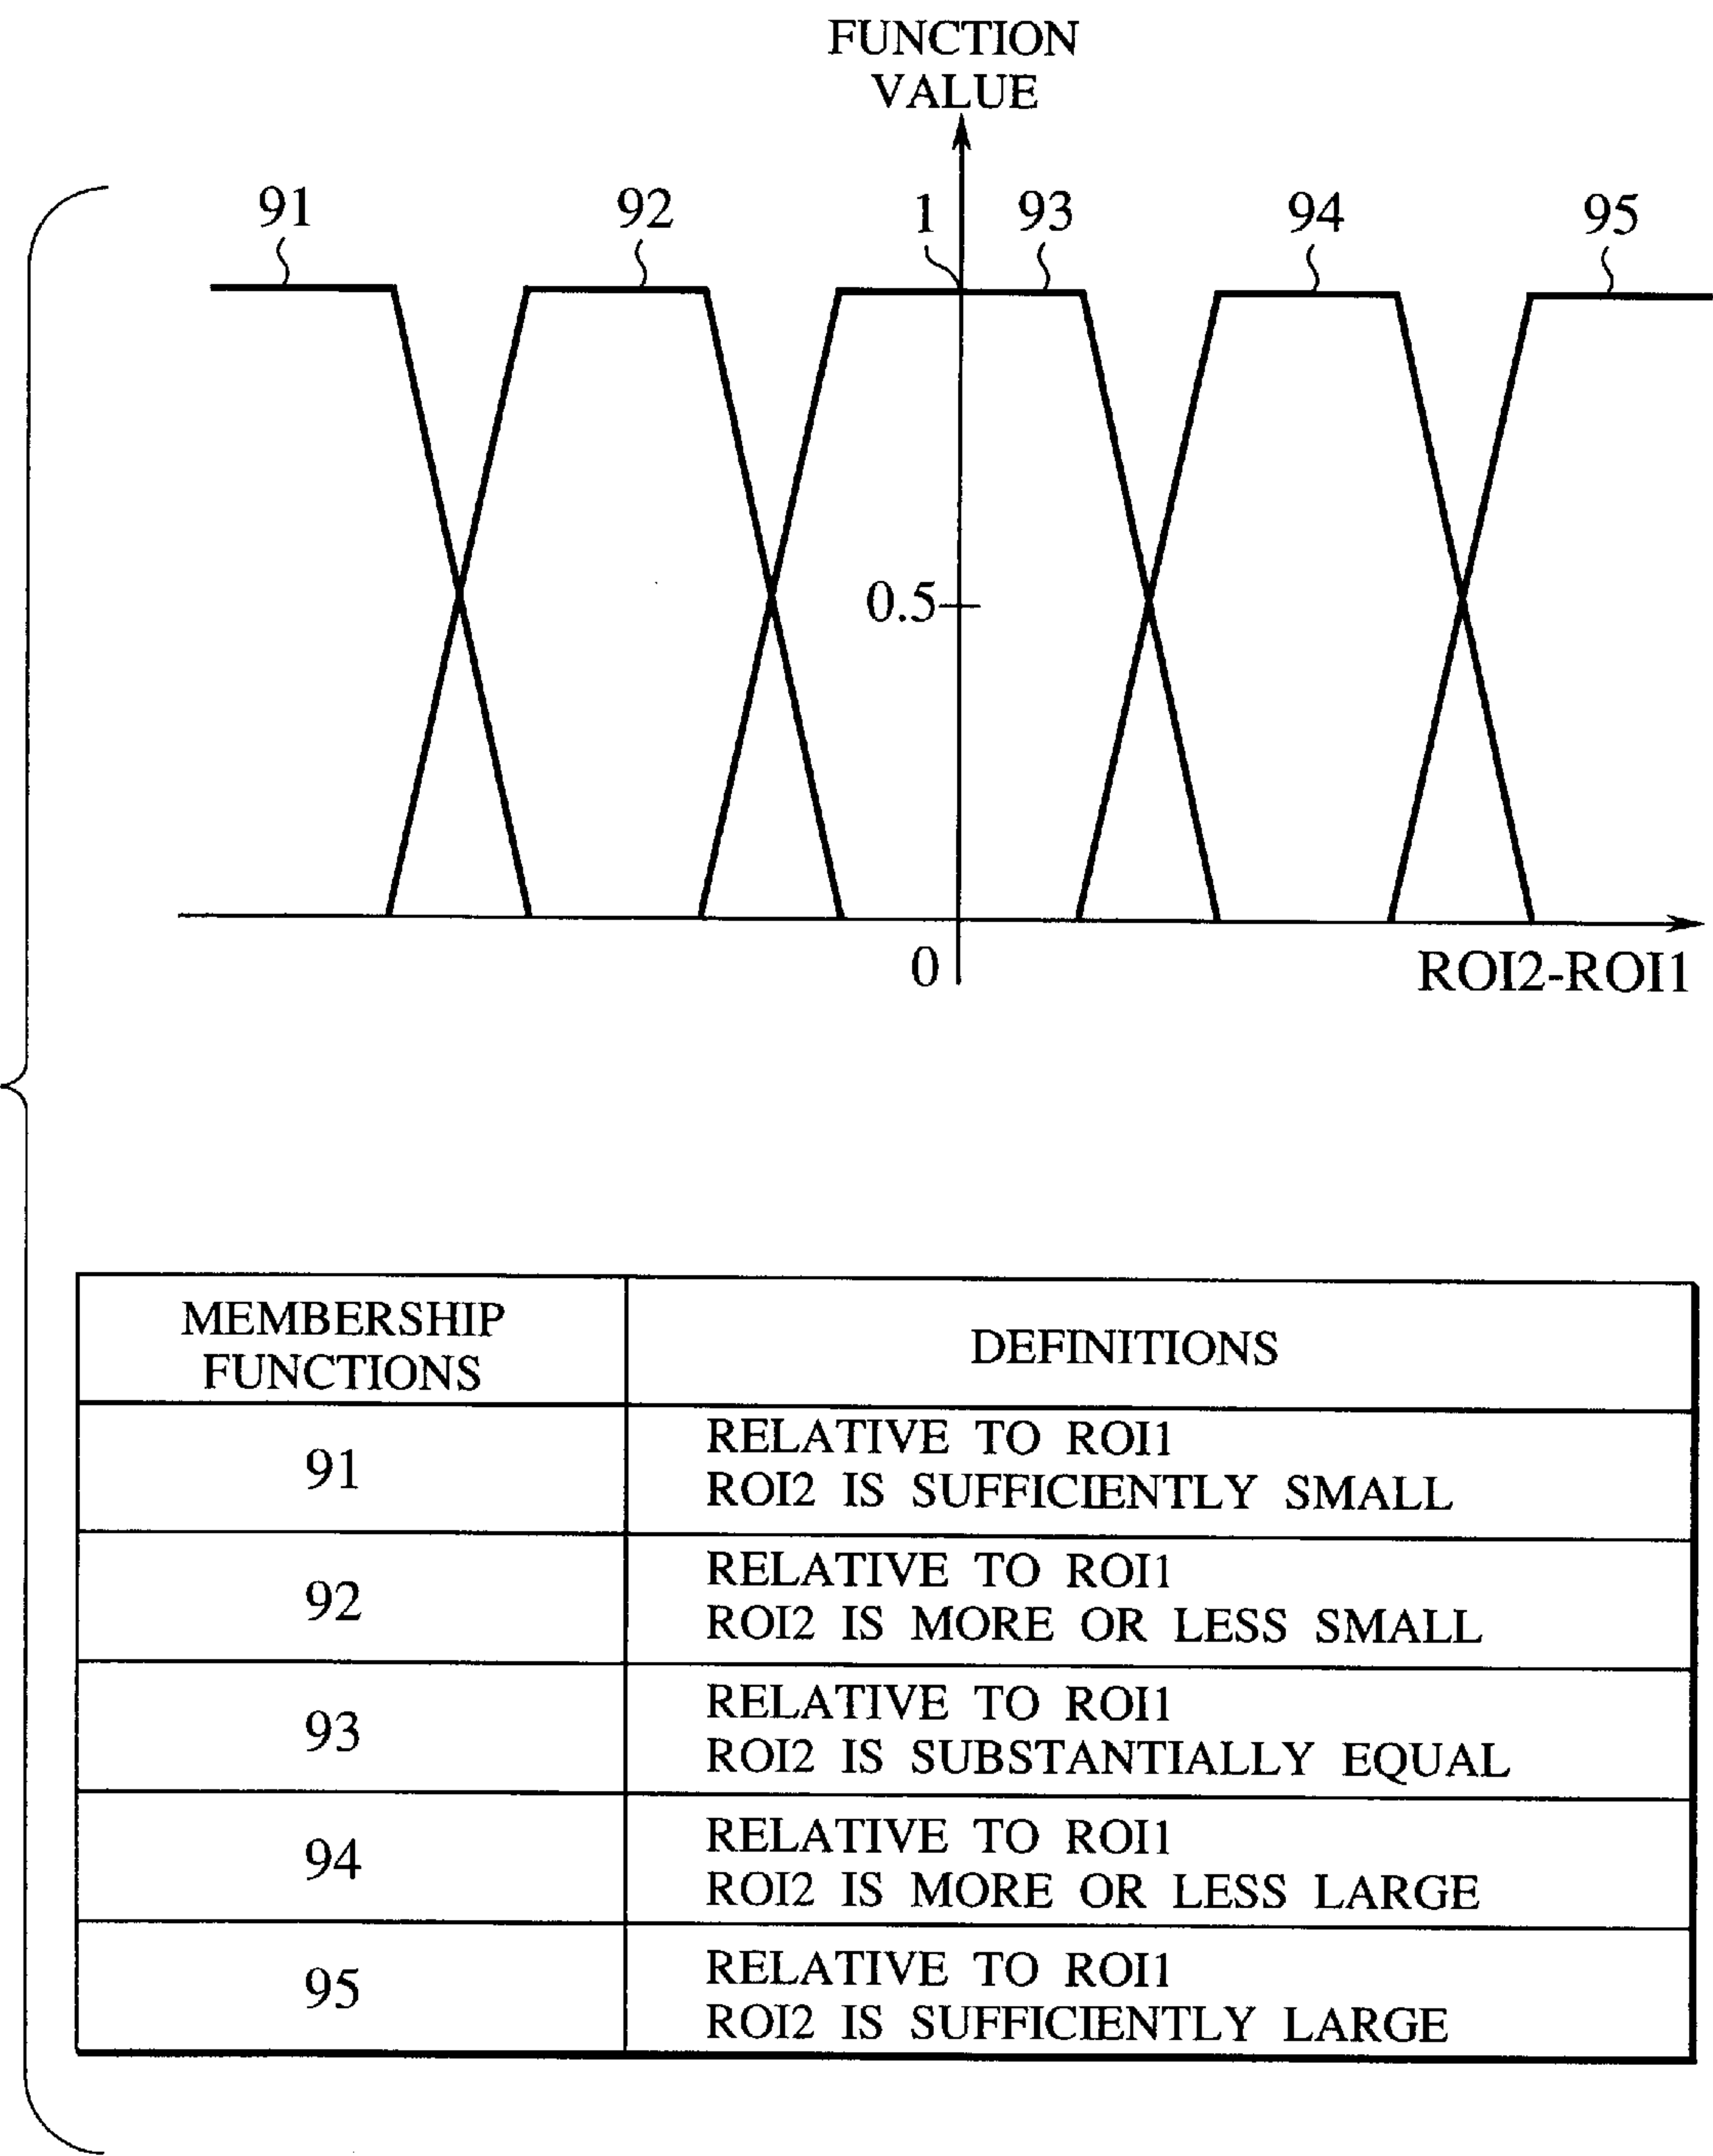 FUNCTION
VALUE
91 92 1 93 94 95
0.5
0
ROI2-ROI1
MEMBERSHIP
FUNCTIONS
DEFINITIONS
91
RELATIVE TO ROI1
ROI2 IS SUFFICIENTLY SMALL
92
RELATIVE TO ROI1
ROI2 IS MORE OR LESS SMALL
93
RELATIVE TO ROI1
ROI2 IS SUBSTANTIALLY EQUAL
94
RELATIVE TO ROI1
ROI2 IS MORE OR LESS LARGE
95
RELATIVE TO ROI1
ROI2 IS SUFFICIENTLY LARGE